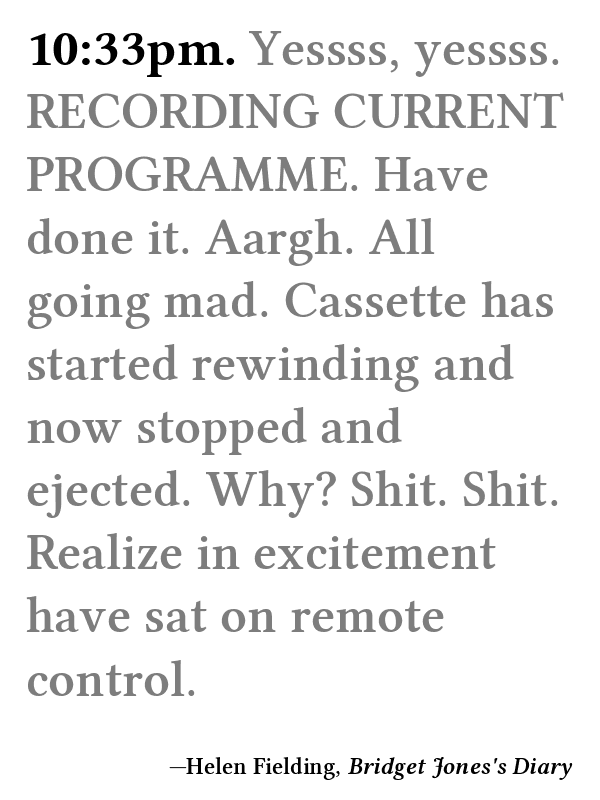 10:33pm. Yessss, yessss.
RECORDING CURRENT
PROGRAMME. Have
done it. Aargh. All
going mad. Cassette has
started rewinding and
now stopped and
ejected. Why? Shit. Shit.
Realize in excitement
have sat on remote
control.
—Helen Fielding, Bridget Jones's Diary